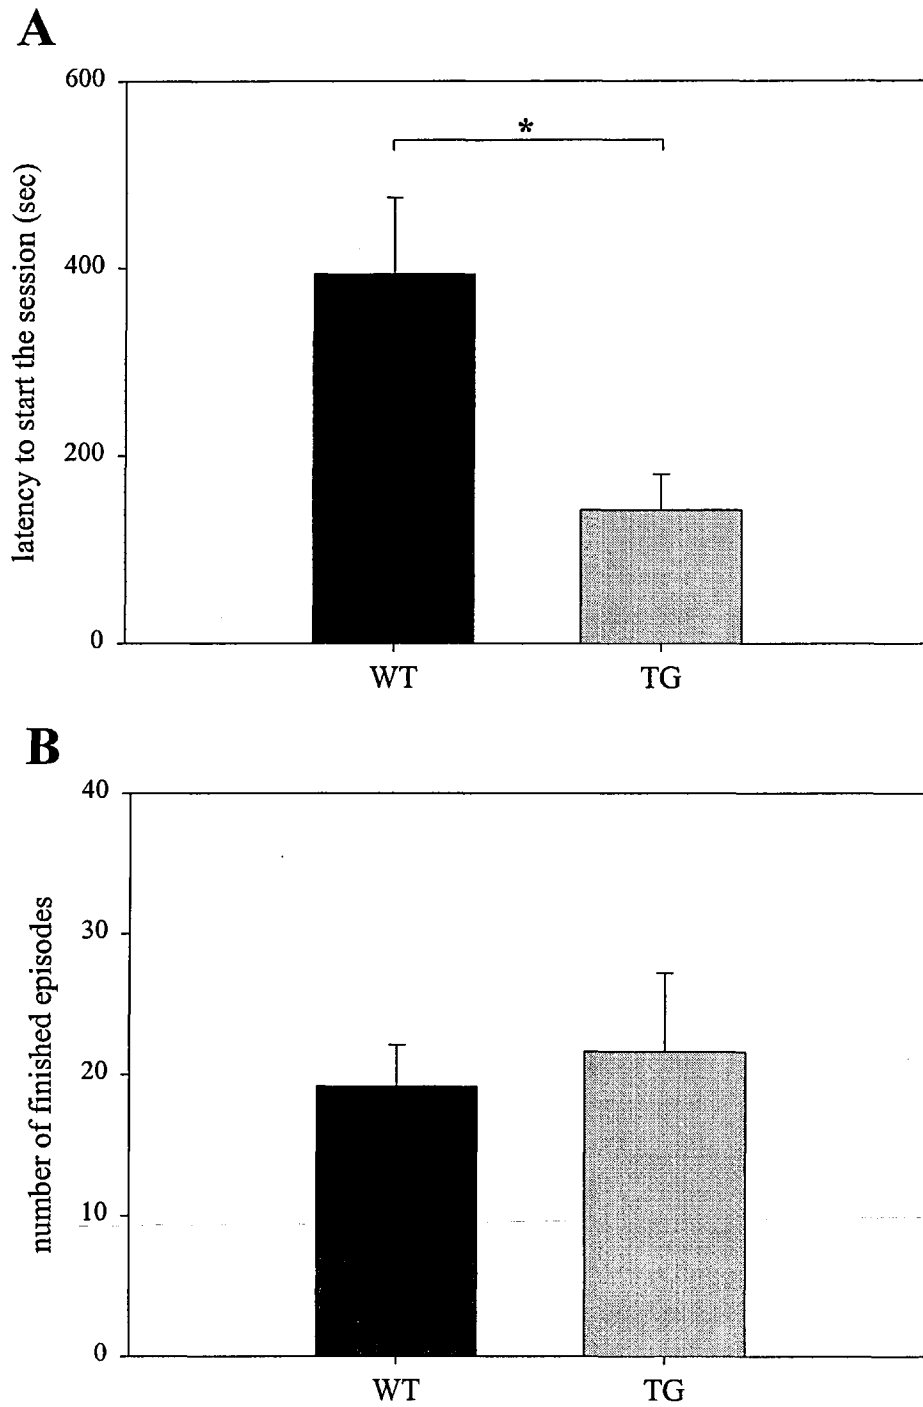 A
600
400
200
0
latency to start the session (sec)
*
WT
TG
B
40
30
20
10
0
number of finished episodes
WT
TG